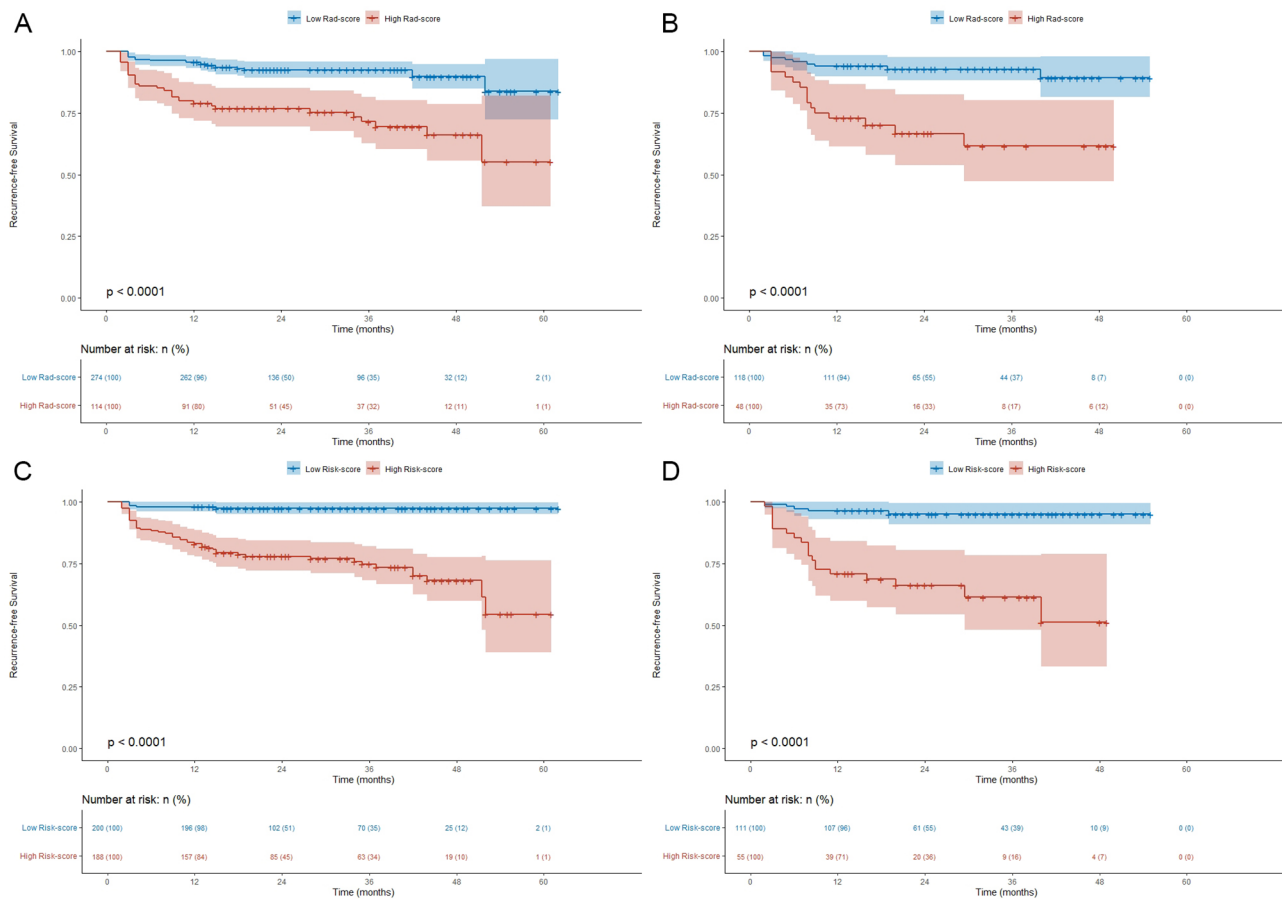 A
Low Rad-score High Rad-score
1.00
0.75
0.50
0.25
0.00
Recurrence-free Survival
p < 0.0001
0 12 24 36 48 60
Time (months)
Number at risk: n (%)
Low Rad-score 274 (100) 262 (96) 136 (50) 96 (35) 32 (12) 2 (1)
High Rad-score 114 (100) 91 (80) 51 (45) 37 (32) 12 (11) 1 (1)
0 12 24 36 48 60
Time (months)
B
Low Rad-score High Rad-score
1.00
0.75
0.50
0.25
0.00
Recurrence-free Survival
p < 0.0001
0 12 24 36 48 60
Time (months)
Number at risk: n (%)
Low Rad-score 118 (100) 111 (94) 65 (55) 44 (37) 8 (7) 0 (0)
High Rad-score 48 (100) 35 (73) 16 (33) 8 (17) 6 (12) 0 (0)
0 12 24 36 48 60
Time (months)
C
Low Risk-score High Risk-score
1.00
0.75
0.50
0.25
0.00
Recurrence-free Survival
p < 0.0001
0 12 24 36 48 60
Time (months)
Number at risk: n (%)
Low Risk-score 200 (100) 196 (98) 102 (51) 70 (35) 25 (12) 2 (1)
High Risk-score 188 (100) 157 (84) 85 (45) 63 (34) 19 (10) 1 (1)
0 12 24 36 48 60
Time (months)
D
Low Risk-score High Risk-score
1.00
0.75
0.50
0.25
0.00
Recurrence-free Survival
p < 0.0001
0 12 24 36 48 60
Time (months)
Number at risk: n (%)
Low Risk-score 111 (100) 107 (96) 61 (55) 43 (39) 10 (9) 0 (0)
High Risk-score 55 (100) 39 (71) 20 (36) 9 (16) 4 (7) 0 (0)
0 12 24 36 48 60
Time (months)